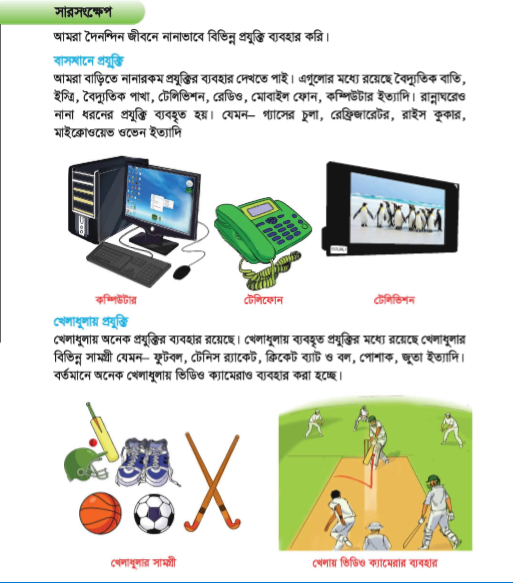 সারসংক্ষেপ
আমরা দৈনন্দিন জীবনে নানাভাবে বিভিন্ন প্রযুক্তি ব্যবহার করি।
বাসস্থানে প্রযুক্তি
আমরা বাড়িতে নানারকম প্রযুক্তির ব্যবহার দেখতে পাই। এগুলোর মধ্যে রয়েছে বৈদ্যুতিক বাতি,
ইস্ত্রি, বৈদ্যুতিক পাখা, টেলিভিশন, রেডিও, মোবাইল ফোন, কম্পিউটার ইত্যাদি। রান্নাঘরেও
নানা ধরনের প্রযুক্তি ব্যবহৃত হয়। যেমন– গ্যাসের চুলা, রেফ্রিজারেটর, রাইস কুকার,
মাইক্রোওয়েভ ওভেন ইত্যাদি
কম্পিউটার
টেলিফোন
টেলিভিশন
খেলাধুলায় প্রযুক্তি
খেলাধুলায় অনেক প্রযুক্তির ব্যবহার রয়েছে। খেলাধুলায় ব্যবহৃত প্রযুক্তির মধ্যে রয়েছে খেলাধুলার
বিভিন্ন সামগ্রী যেমন– ফুটবল, টেনিস র‍্যাকেট, ক্রিকেট ব্যাট ও বল, পোশাক, জুতা ইত্যাদি।
বর্তমানে অনেক খেলাধুলায় ভিডিও ক্যামেরাও ব্যবহার করা হচ্ছে।
খেলাধুলার সামগ্রী
খেলায় ভিডিও ক্যামেরার ব্যবহার